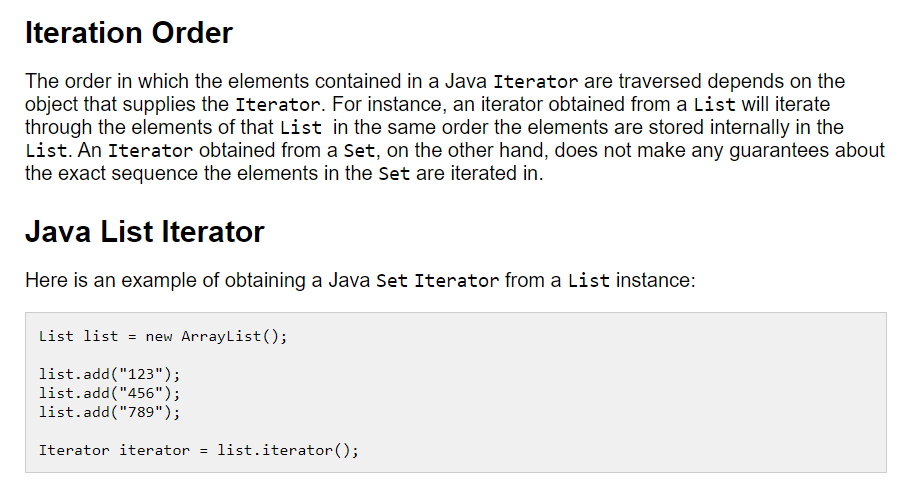 Iteration Order
The order in which the elements contained in a Java Iterator are traversed depends on the
object that supplies the Iterator. For instance, an iterator obtained from a List will iterate
through the elements of that List in the same order the elements are stored internally in the
List. An Iterator obtained from a Set, on the other hand, does not make any guarantees about
the exact sequence the elements in the Set are iterated in.
Java List Iterator
Here is an example of obtaining a Java Set Iterator from a List instance:
List list = new ArrayList();
list.add("123");
list.add("456");
list.add("789");
Iterator iterator = list.iterator();